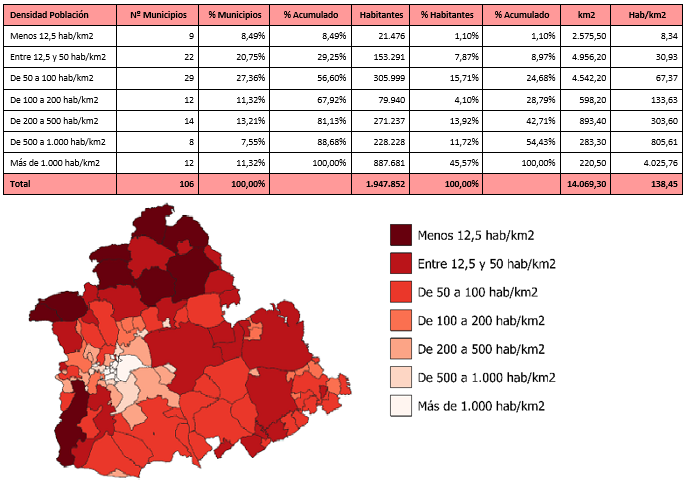 Densidad Población Nº Municipios % Municipios % Acumulado Habitantes % Habitantes % Acumulado km2 Hab/km2
Menos 12,5 hab/km2 9 8,49% 8,49% 21.476 1,10% 1,10% 2.575,50 8,34
Entre 12,5 y 50 hab/km2 22 20,75% 29,25% 153.291 7,87% 8,97% 4.956,20 30,93
De 50 a 100 hab/km2 29 27,36% 56,60% 305.999 15,71% 24,68% 4.542,20 67,37
De 100 a 200 hab/km2 12 11,32% 67,92% 79.940 4,10% 28,79% 598,20 133,63
De 200 a 500 hab/km2 14 13,21% 81,13% 271.237 13,92% 42,71% 893,40 303,60
De 500 a 1.000 hab/km2 8 7,55% 88,68% 228.228 11,72% 54,43% 283,30 805,61
Más de 1.000 hab/km2 12 11,32% 100,00% 887.681 45,57% 100,00% 220,50 4.025,76
Total 106 100,00% 1.947.852 100,00% 14.069,30 138,45
Menos 12,5 hab/km2
Entre 12,5 y 50 hab/km2
De 50 a 100 hab/km2
De 100 a 200 hab/km2
De 200 a 500 hab/km2
De 500 a 1.000 hab/km2
Más de 1.000 hab/km2